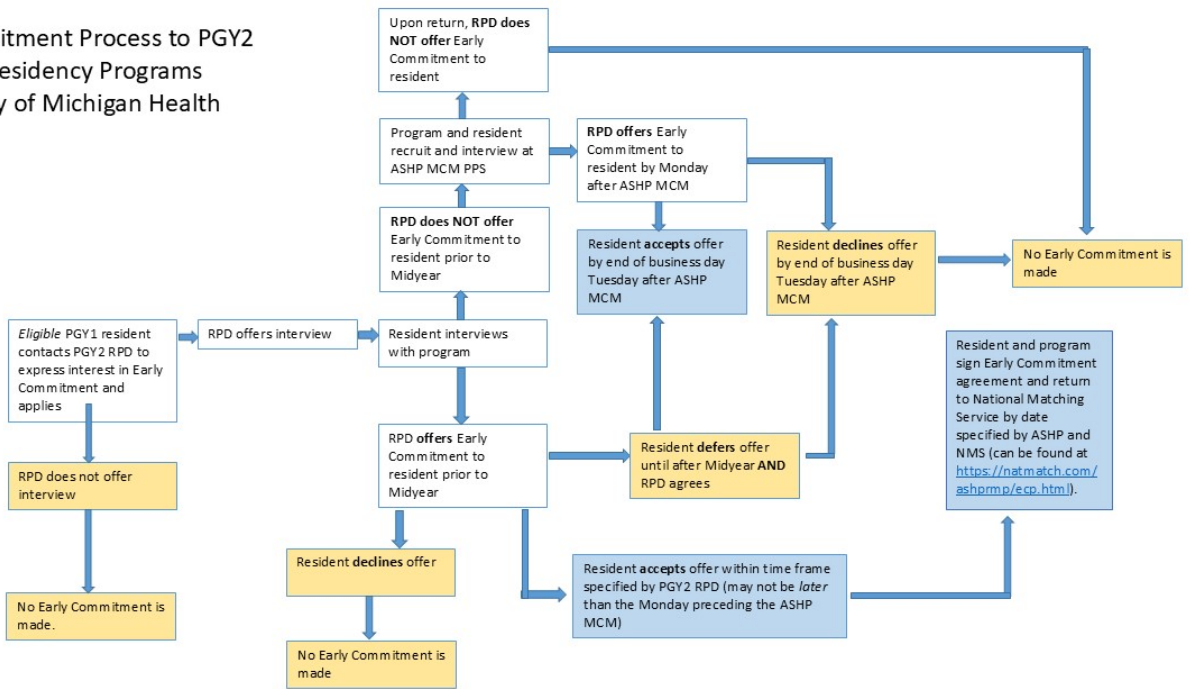 itment Process to PGY2
esidency Programs
y of Michigan Health
Upon return, RPD does
NOT offer Early
Commitment to
resident
Program and resident
recruit and interview at
ASHP MCM PPS
RPD offers Early
Commitment to
resident by Monday
after ASHP MCM
RPD does NOT offer
Early Commitment to
resident prior to
Midyear
Resident accepts offer
by end of business day
Tuesday after ASHP
MCM
Resident declines offer
by end of business day
Tuesday after ASHP
MCM
No Early Commitment is
made
Eligible PGY1 resident
contacts PGY2 RPD to
express interest in Early
Commitment and
applies
RPD offers interview
Resident interviews
with program
Resident and program
sign Early Commitment
agreement and return
to National Matching
Service by date
specified by ASHP and
NMS (can be found at
https://natmatch.com/
ashprmp/ecp.html).
RPD offers Early
Commitment to
resident prior to
Midyear
Resident defers offer
until after Midyear AND
RPD agrees
RPD does not offer
interview
Resident declines offer
Resident accepts offer within time frame
specified by PGY2 RPD (may not be later
than the Monday preceding the ASHP
MCM)
No Early Commitment is
made.
No Early Commitment is
made